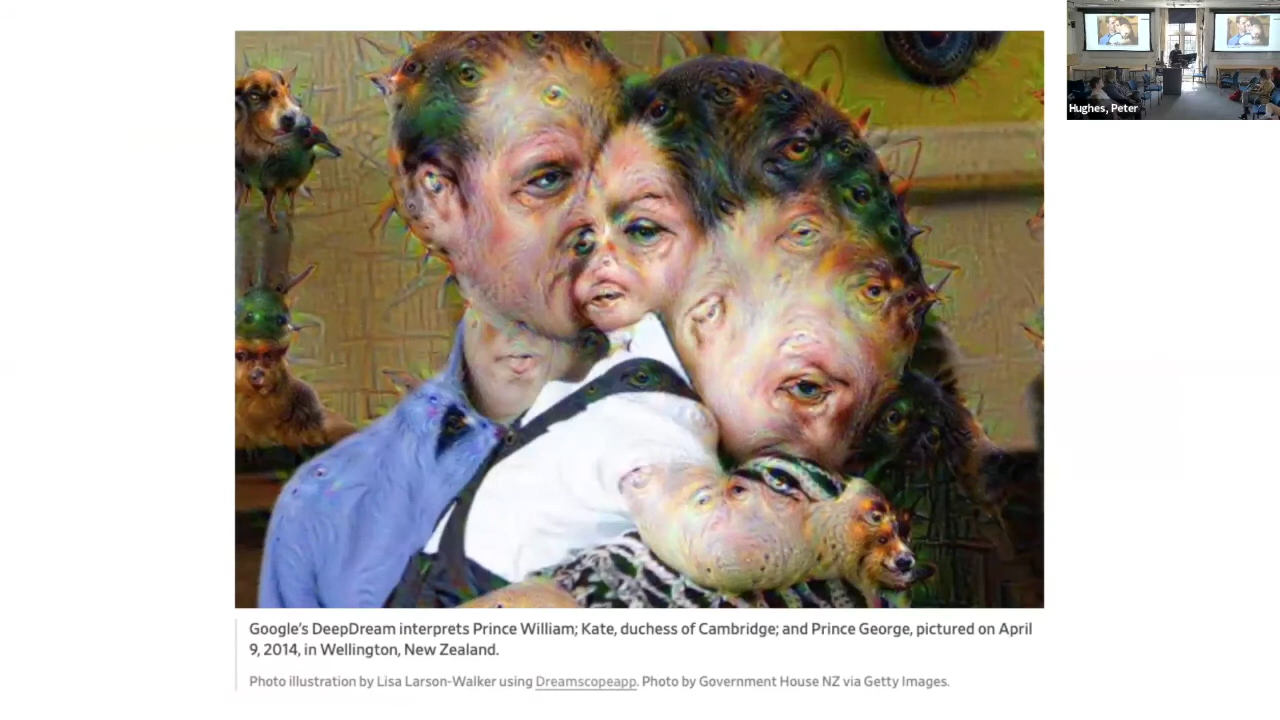 Hughes, Peter
Google's DeepDream interprets Prince William; Kate, duchess of Cambridge; and Prince George, pictured on April
9, 2014, in Wellington, New Zealand.
Photo illustration by Lisa Larson-Walker using Dreamscopeapp. Photo by Government House NZ via Getty Images.